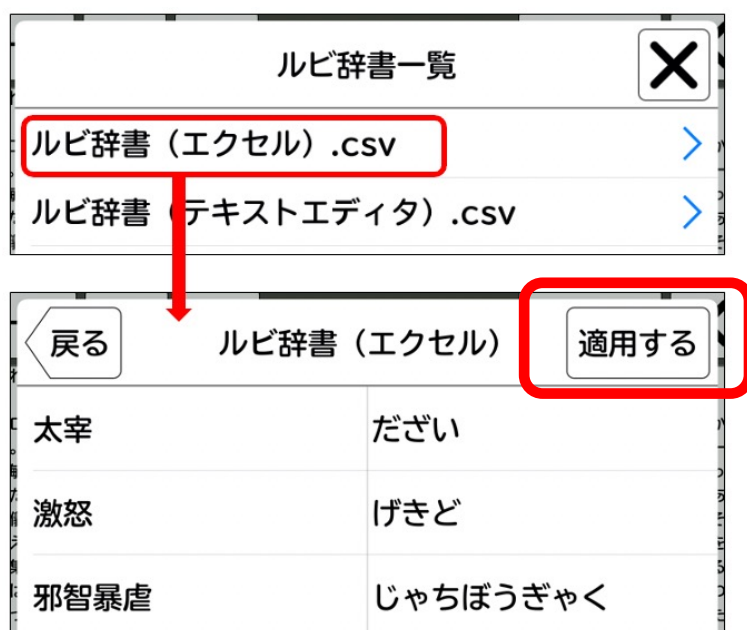 ルビ辞書一覧
ルビ辞書（エクセル）.csv
ルビ辞書（テキストエディタ）.csv
戻る ルビ辞書（エクセル） 適用する
太宰 だざい
激怒 げきど
邪智暴虐 じゃちぼうぎゃく